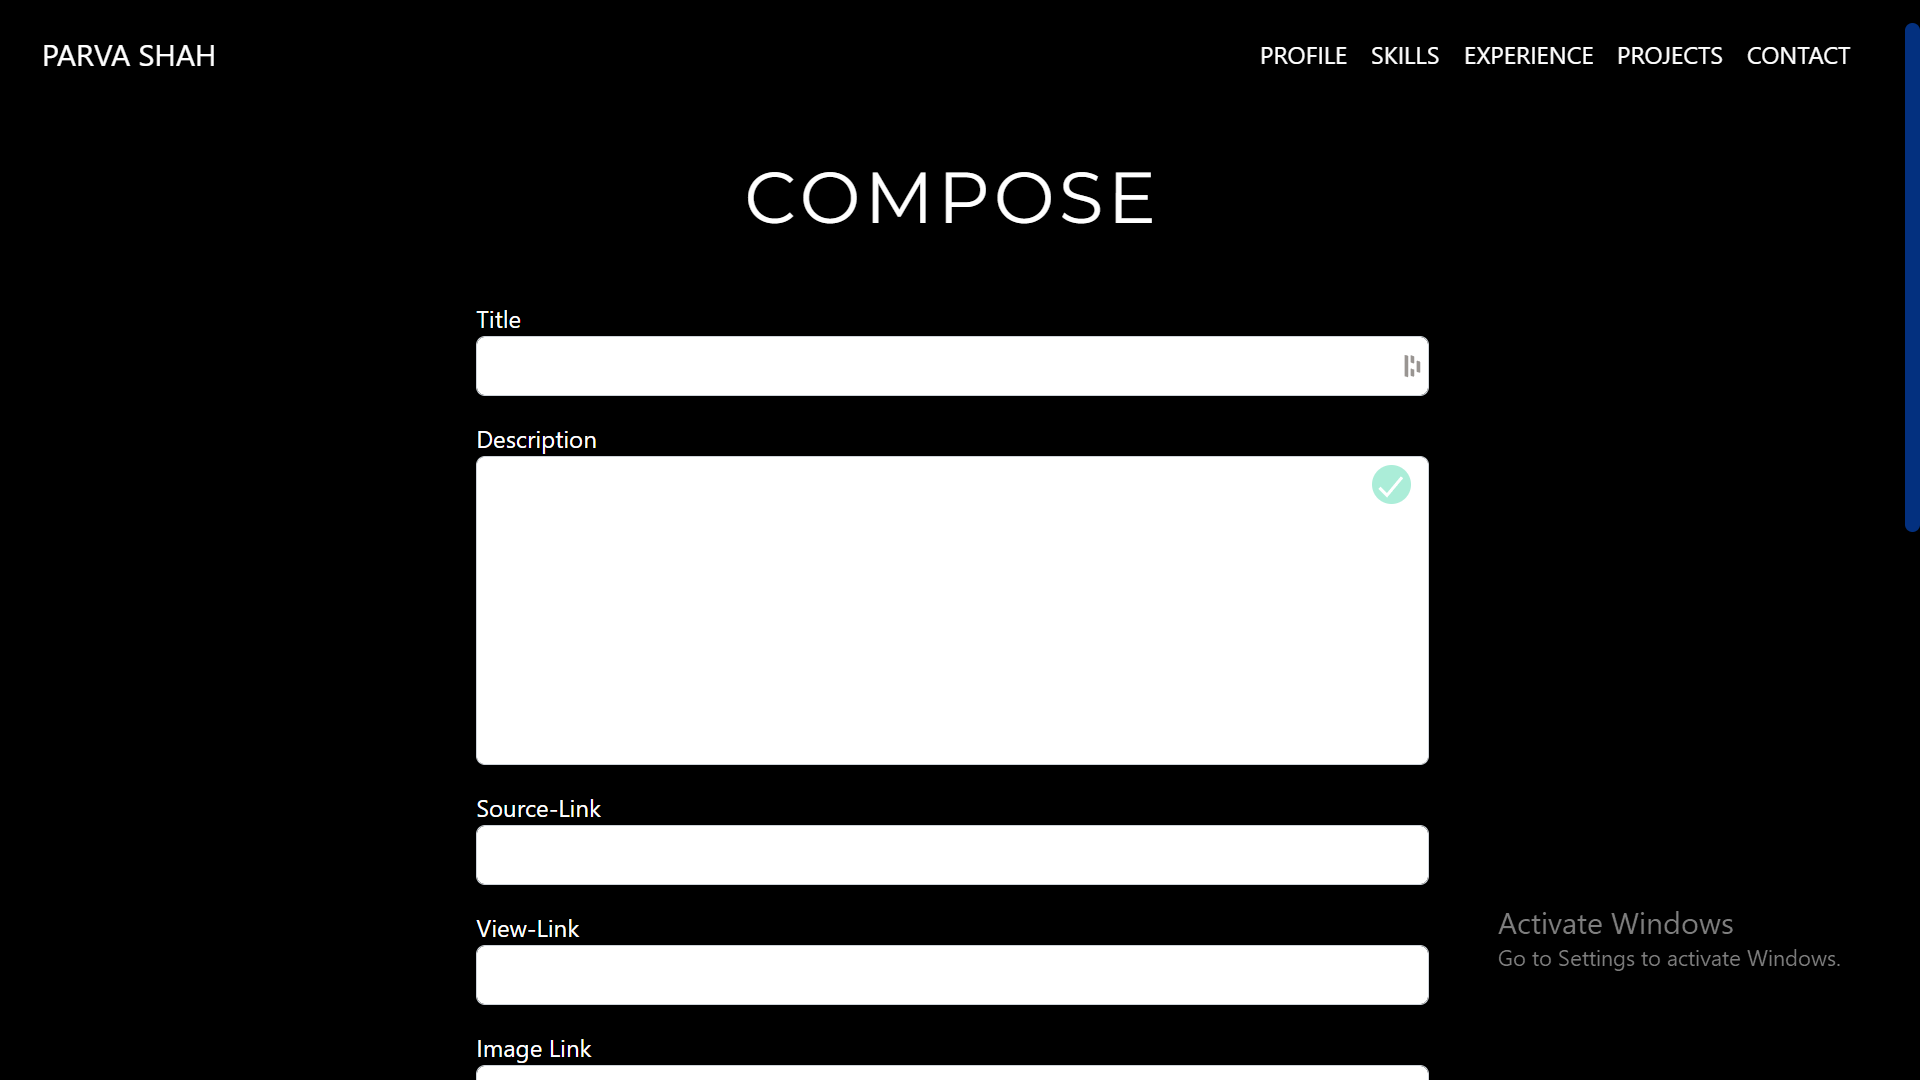 PARVA SHAH PROFILE SKILLS EXPERIENCE PROJECTS CONTACT
COMPOSE
Title
Description
Source-Link
View-Link
Activate Windows
Go to Settings to activate Windows.
Image Link